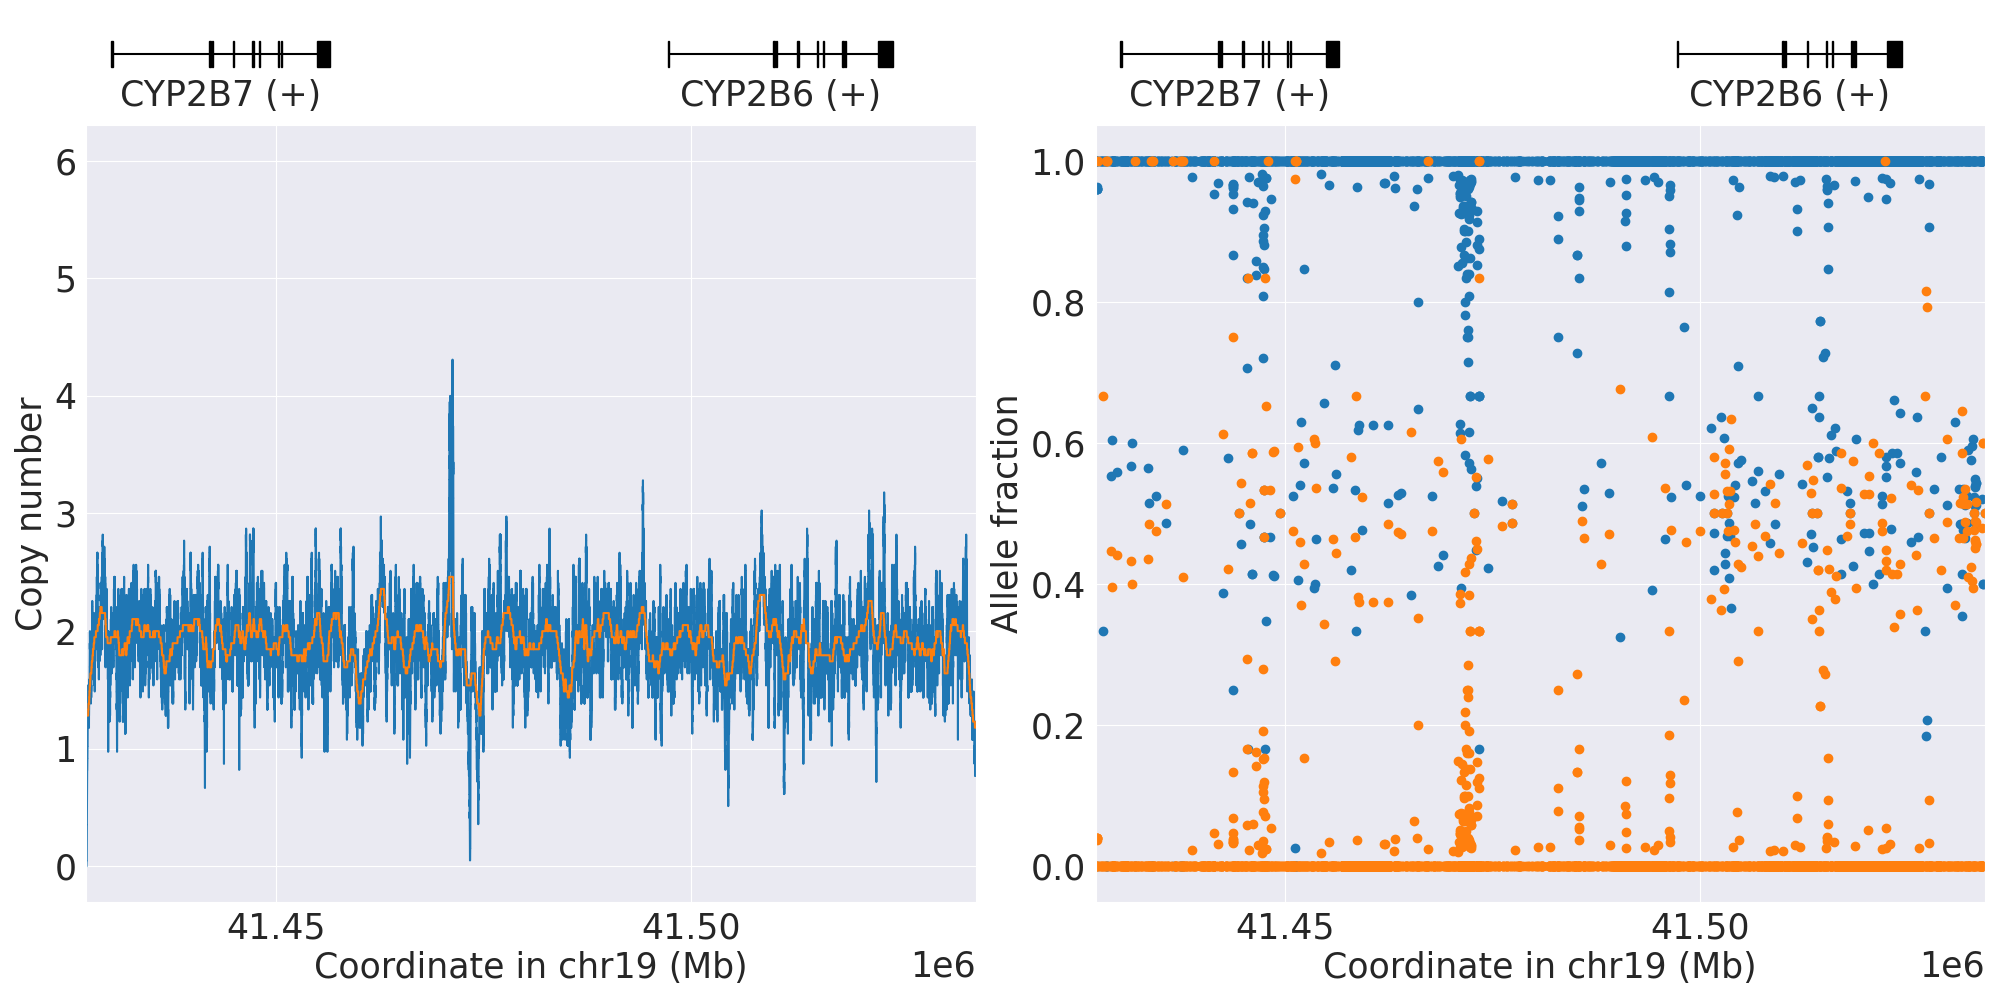 CYP2B7 (+) CYP2B6 (+)
6
5
4
3
2
1
0
Copy number
41.45 41.50
Coordinate in chr19 (Mb) 1e6
CYP2B7 (+) CYP2B6 (+)
1.0
0.8
0.6
0.4
0.2
0.0
Allele fraction
41.45 41.50
Coordinate in chr19 (Mb) 1e6